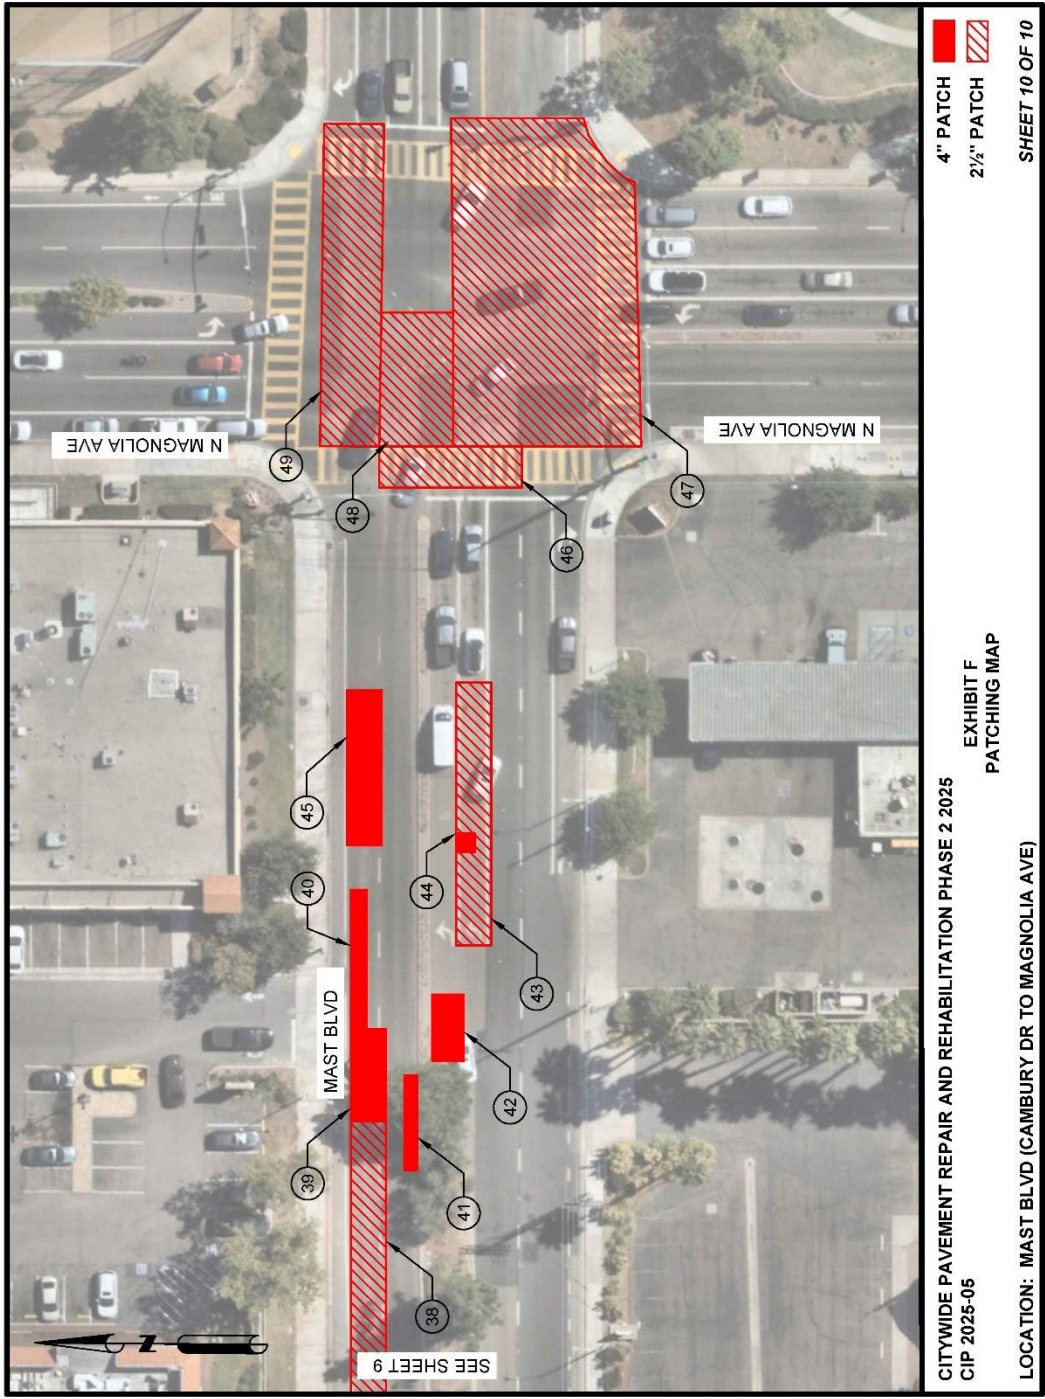 N MAGNOLIA AVE
49
48
46
47
N MAGNOLIA AVE
45
40
44
43
MAST BLVD
42
39
41
38
SEE SHEET 9
N
4" PATCH
2½" PATCH
SHEET 10 OF 10
EXHIBIT F
PATCHING MAP
CITYWIDE PAVEMENT REPAIR AND REHABILITATION PHASE 2 2025
CIP 2025-05
LOCATION: MAST BLVD (CAMBURY DR TO MAGNOLIA AVE)